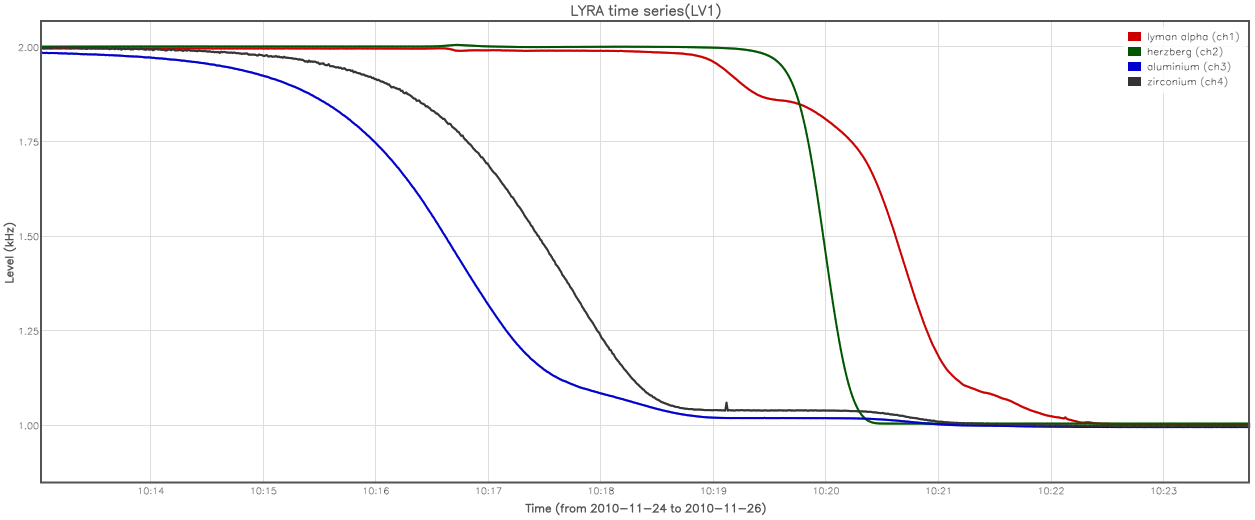 LYRA time series(LV1)
lyman alpha (ch1)
herzberg (ch2)
aluminium (ch3)
zirconium (ch4)
Level (kHz)
2.00
1.75
1.50
1.25
1.00
10:14 10:15 10:16 10:17 10:18 10:19 10:20 10:21 10:22 10:23
Time (from 2010-11-24 to 2010-11-26)